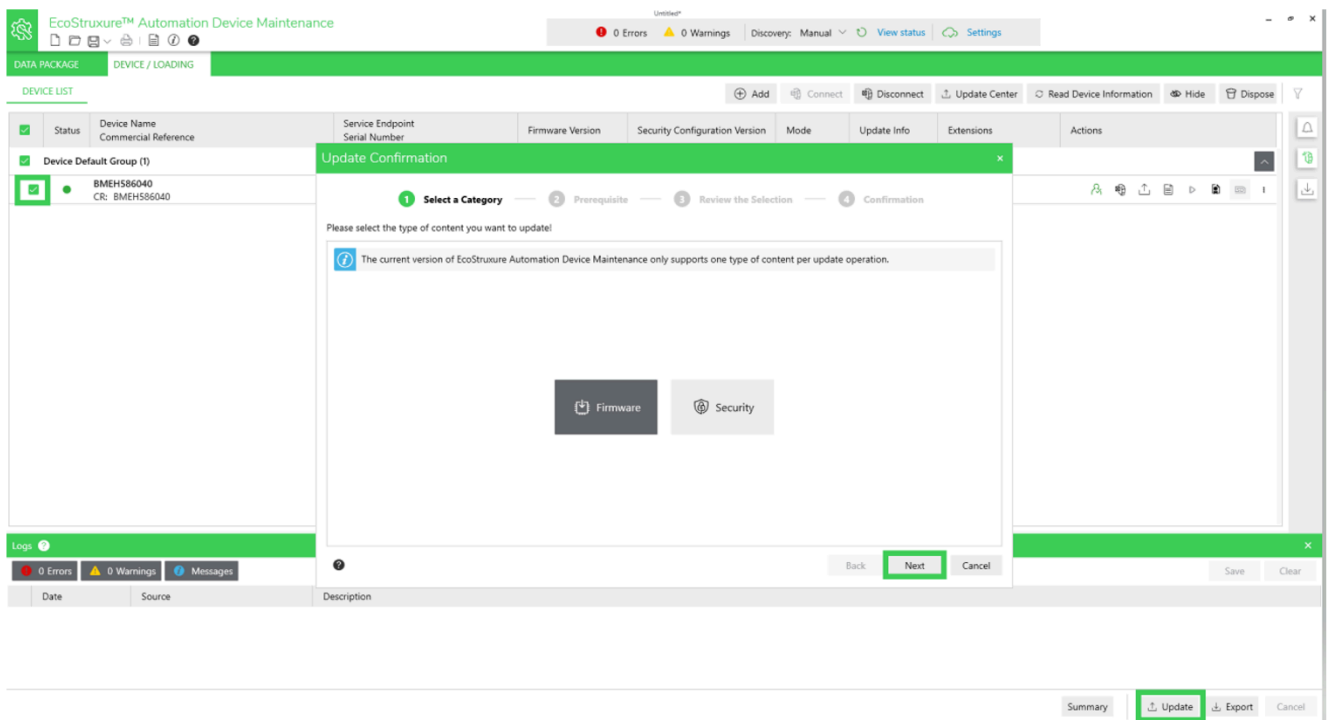 Untitled*
EcoStruxure™ Automation Device Maintenance
0 Errors 0 Warnings Discovery: Manual View status Settings
DATA PACKAGE DEVICE / LOADING
DEVICE LIST
Add Connect Disconnect Update Center Read Device Information Hide Dispose
Status Device Name Service Endpoint Firmware Version Security Configuration Version Mode Update Info Extensions Actions
Commercial Reference Serial Number
Device Default Group (1)
BMEH586040
CR: BMEH586040
Update Confirmation
1 Select a Category 2 Prerequisite 3 Review the Selection 4 Confirmation
Please select the type of content you want to update!
The current version of EcoStruxure Automation Device Maintenance only supports one type of content per update operation.
Firmware Security
Back Next Cancel
Logs
0 Errors 0 Warnings Messages Save Clear
Date Source Description
Summary Update Export Cancel